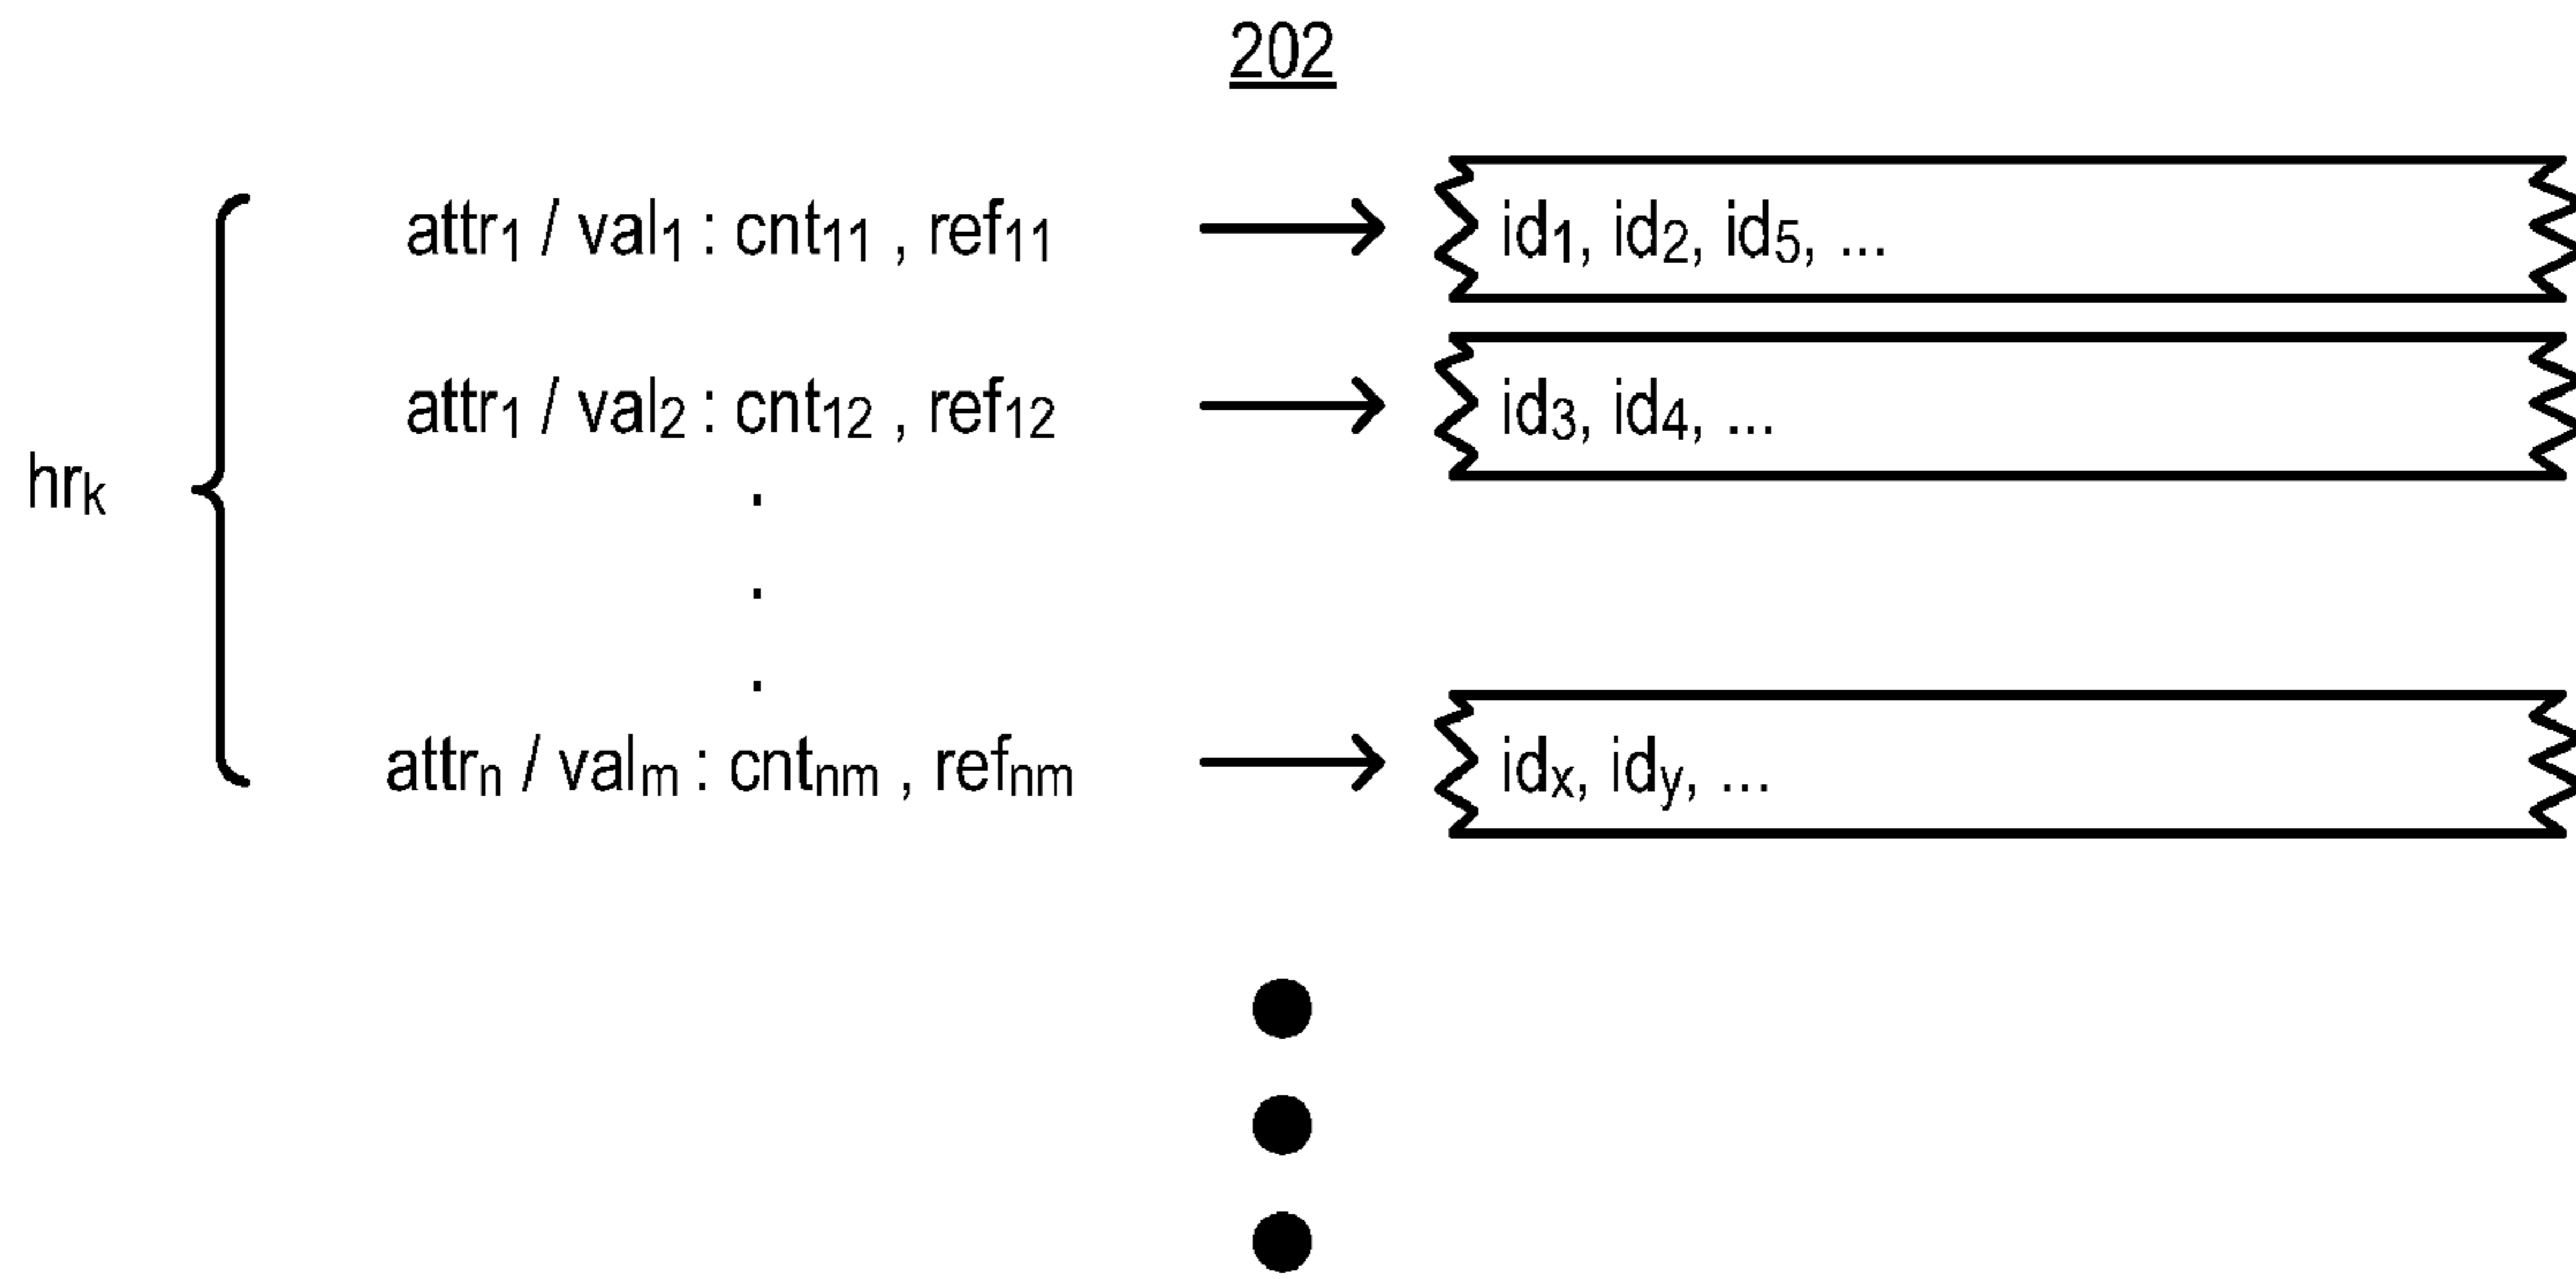 202
attr₁ / val₁ : cnt₁₁ , ref₁₁ id₁, id₂, id₅, ...
attr₁ / val₂ : cnt₁₂ , ref₁₂ id₃, id₄, ...
hrₖ
attrₙ / valₘ : cntₙₘ , refₙₘ idₓ, id_y, ...